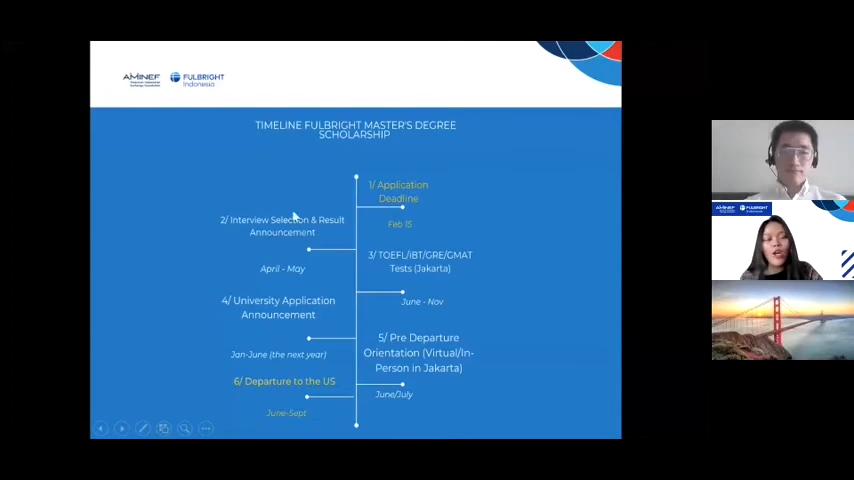 AMINEF
FULBRIGHT
Indonesia
TIMELINE FULBRIGHT MASTER'S DEGREE
SCHOLARSHIP
1/ Application
Deadline
Feb 15
2/ Interview Selection & Result
Announcement
April - May
3/ TOEFL/iBT/GRE/GMAT
Tests (Jakarta)
June - Nov
4/ University Application
Announcement
Jan-June (the next year)
5/ Pre Departure
Orientation (Virtual/In-
Person in Jakarta)
June/July
6/ Departure to the US
June-Sept
AMINEF
FULBRIGHT